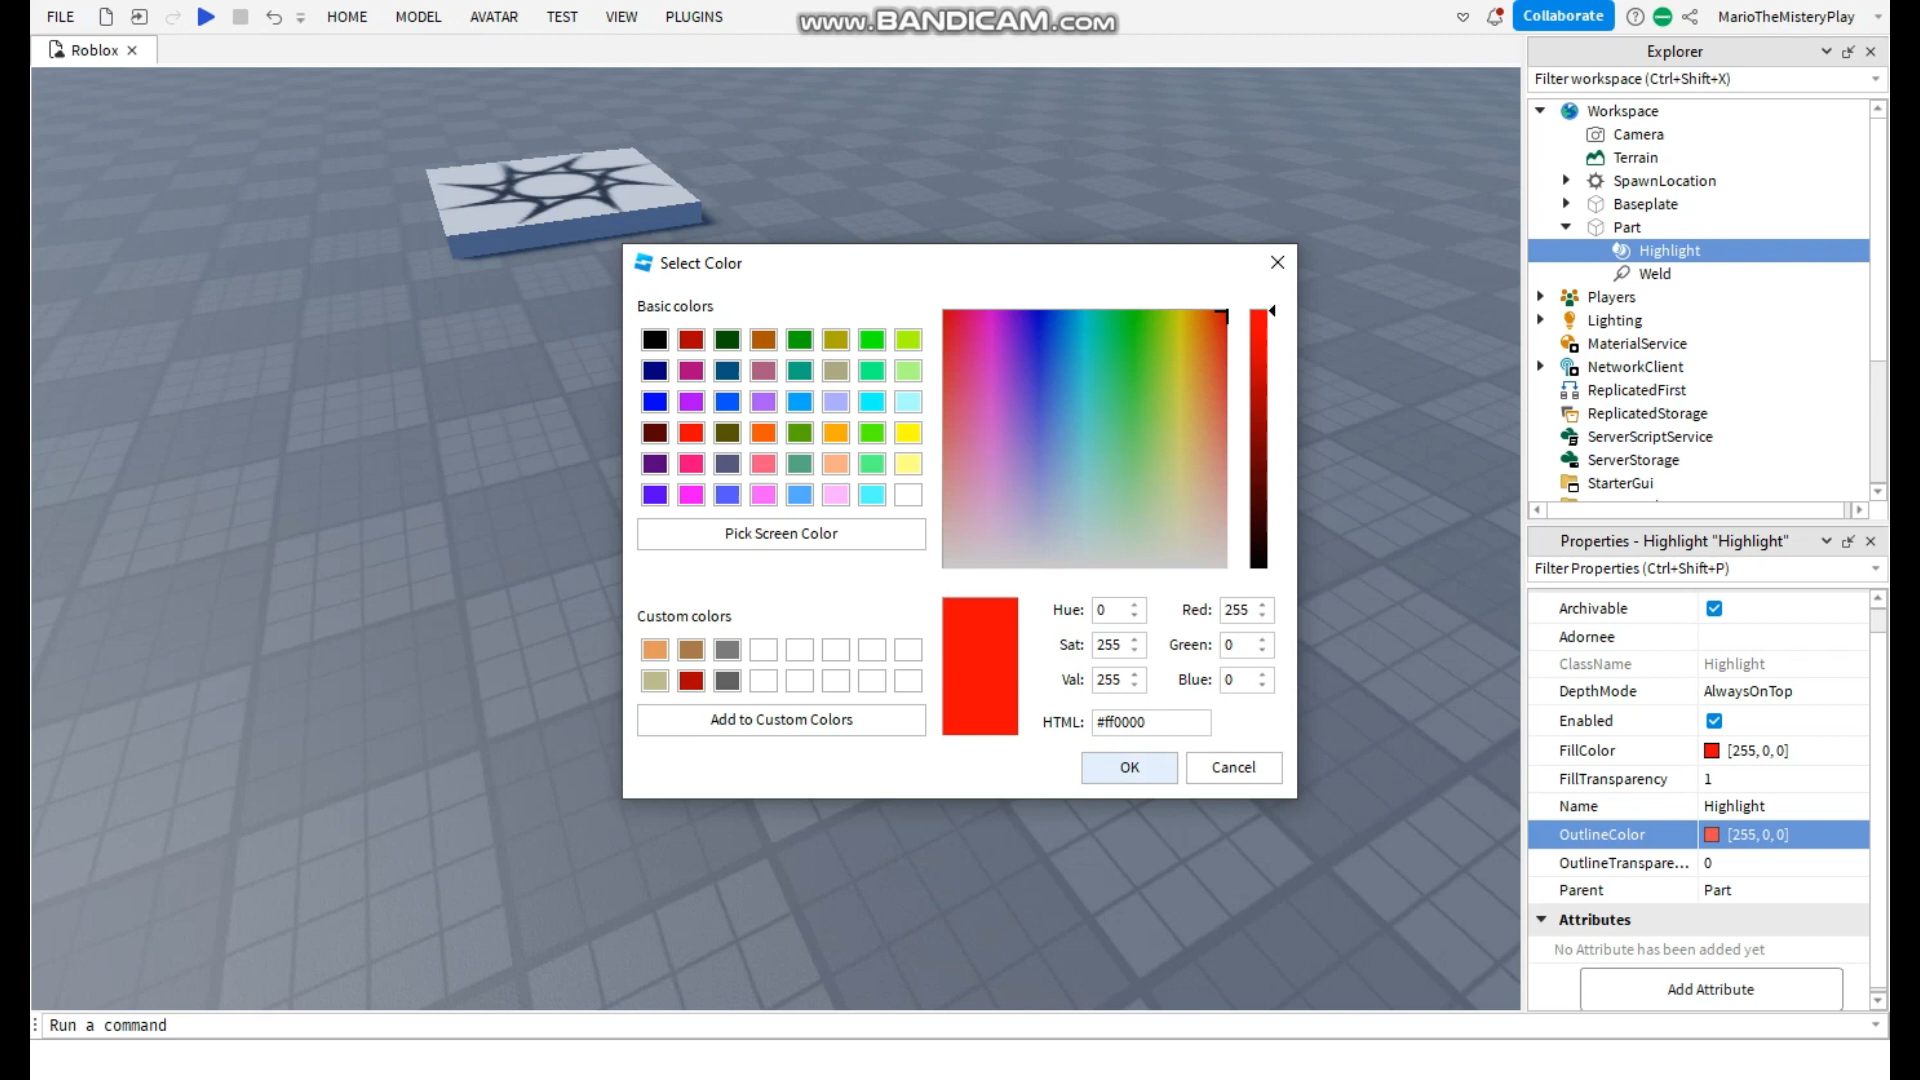 FILE HOME MODEL AVATAR TEST VIEW PLUGINS
www.BANDICAM.com
Collaborate
MarioTheMisteryPlay
Roblox
Explorer
Filter workspace (Ctrl+Shift+X)
Workspace
Camera
Terrain
SpawnLocation
Baseplate
Part
Highlight
Weld
Players
Lighting
MaterialService
NetworkClient
ReplicatedFirst
ReplicatedStorage
ServerScriptService
ServerStorage
StarterGui
Select Color
Basic colors
Pick Screen Color
Custom colors
Add to Custom Colors
Hue: 0 Red: 255
Sat: 255 Green: 0
Val: 255 Blue: 0
HTML: #ff0000
OK Cancel
Properties - Highlight "Highlight"
Filter Properties (Ctrl+Shift+P)
Archivable
Adornee
ClassName Highlight
DepthMode AlwaysOnTop
Enabled
FillColor [255, 0, 0]
FillTransparency 1
Name Highlight
OutlineColor [255, 0, 0]
OutlineTranspare... 0
Parent Part
Attributes
No Attribute has been added yet
Add Attribute
Run a command